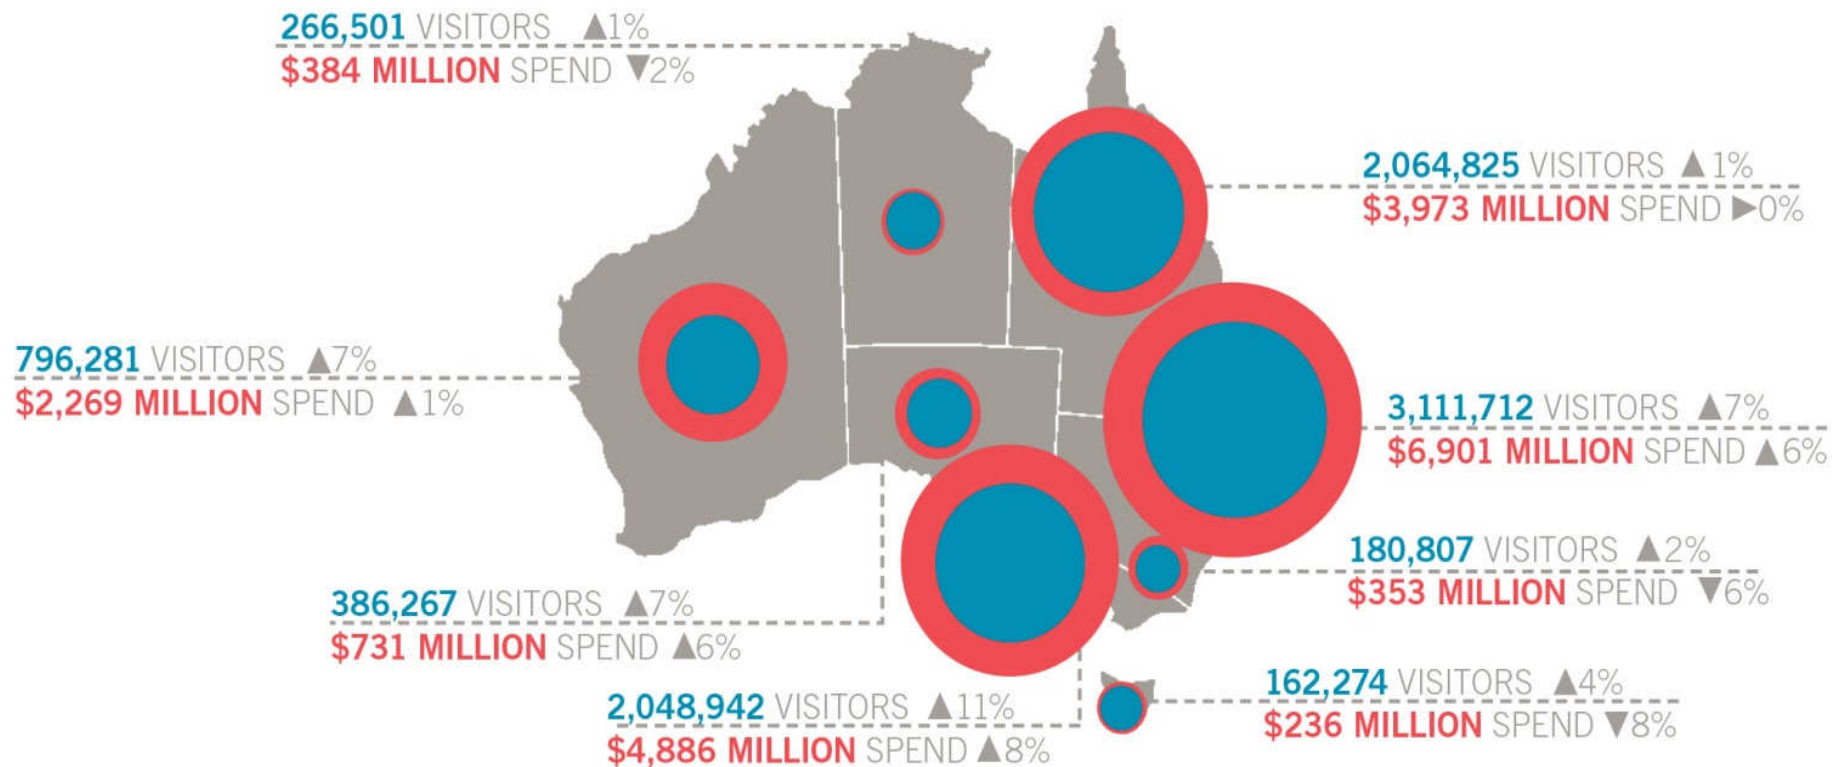 266,501 VISITORS ▲1%
$384 MILLION SPEND ▼2%
2,064,825 VISITORS ▲1%
$3,973 MILLION SPEND ▶0%
796,281 VISITORS ▲7%
$2,269 MILLION SPEND ▲1%
3,111,712 VISITORS ▲7%
$6,901 MILLION SPEND ▲6%
180,807 VISITORS ▲2%
$353 MILLION SPEND ▼6%
386,267 VISITORS ▲7%
$731 MILLION SPEND ▲6%
2,048,942 VISITORS ▲11%
$4,886 MILLION SPEND ▲8%
162,274 VISITORS ▲4%
$236 MILLION SPEND ▼8%